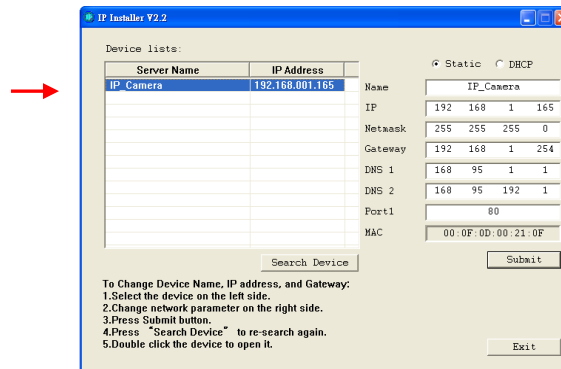 IP Installer V2.2
Device lists:
Server Name IP Address
IP_Camera 192.168.001.165
Static DHCP
Name IP_Camera
IP 192 168 1 165
Netmask 255 255 255 0
Gateway 192 168 1 254
DNS 1 168 95 1 1
DNS 2 168 95 192 1
Port1 80
MAC 00:0F:0D:00:21:0F
Search Device
Submit
To Change Device Name, IP address, and Gateway:
1.Select the device on the left side.
2.Change network parameter on the right side.
3.Press Submit button.
4.Press “Search Device” to re-search again.
5.Double click the device to open it.
Exit